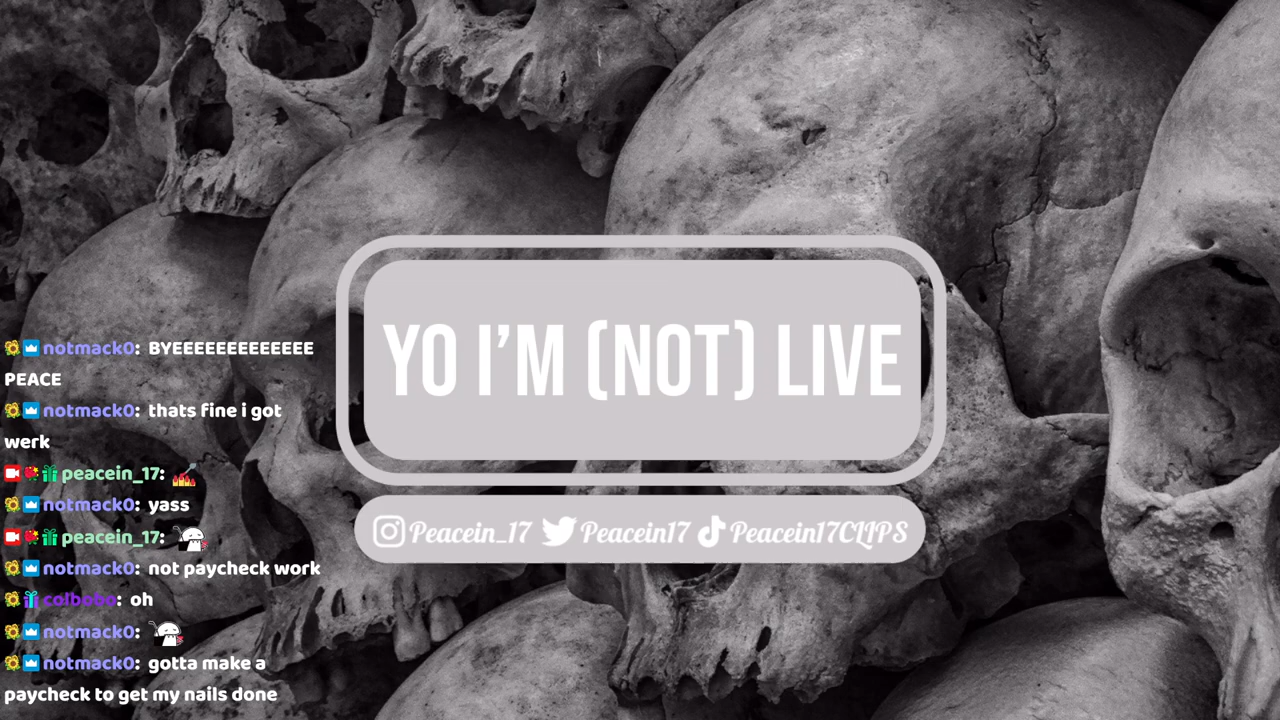 YO I'M (NOT) LIVE
Peacein_17 Peacein17 Peacein17CLIPS
notmack0: BYEEEEEEEEEEEEE
PEACE
notmack0: thats fine i got
werk
peacein_17:
notmack0: yass
peacein_17:
notmack0: not paycheck work
colbobo: oh
notmack0:
notmack0: gotta make a
paycheck to get my nails done